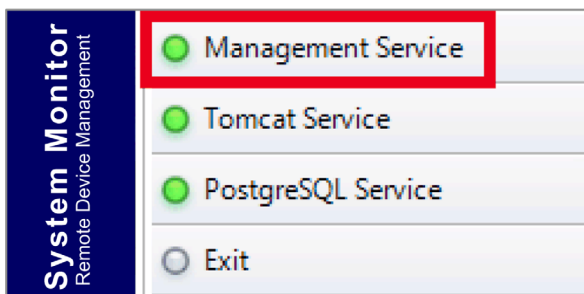 System Monitor
Remote Device Management
Management Service
Tomcat Service
PostgreSQL Service
Exit